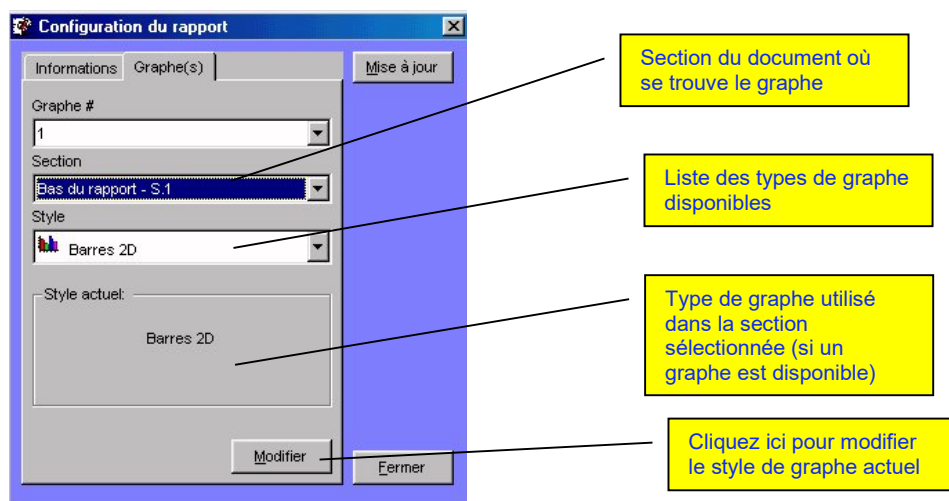 Configuration du rapport
Informations Graphe(s)
Mise à jour
Graphe #
1
Section
Bas du rapport - S.1
Style
Barres 2D
Style actuel:
Barres 2D
Modifier
Fermer
Section du document où
se trouve le graphe
Liste des types de graphe
disponibles
Type de graphe utilisé
dans la section
sélectionnée (si un
graphe est disponible)
Cliquez ici pour modifier
le style de graphe actuel